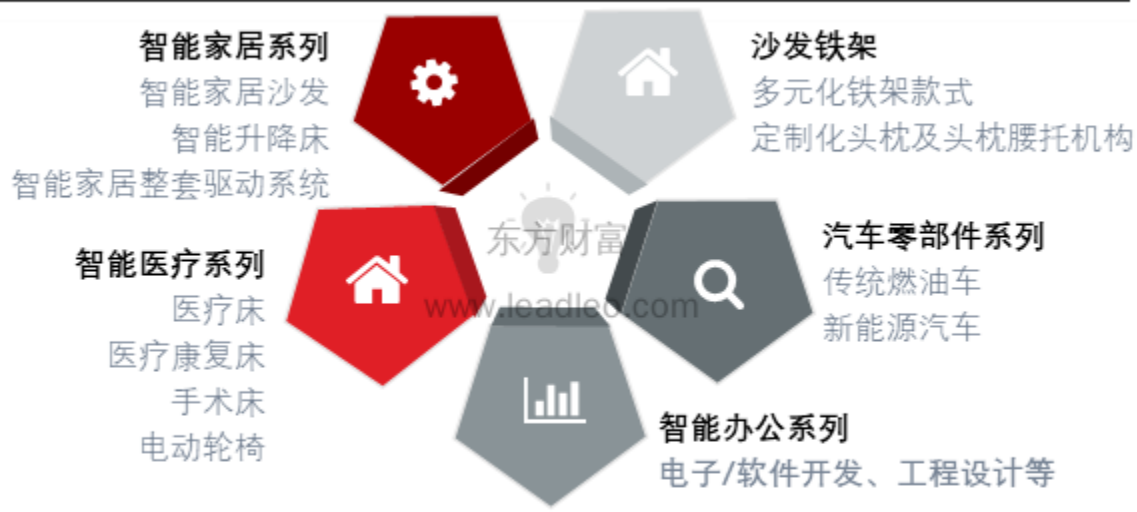 智能家居系列
智能家居沙发
智能升降床
智能家居整套驱动系统
沙发铁架
多元化铁架款式
定制化头枕及头枕腰托机构
东方财富
www.leadleo.com
智能医疗系列
医疗床
医疗康复床
手术床
电动轮椅
汽车零部件系列
传统燃油车
新能源汽车
智能办公系列
电子/软件开发、工程设计等